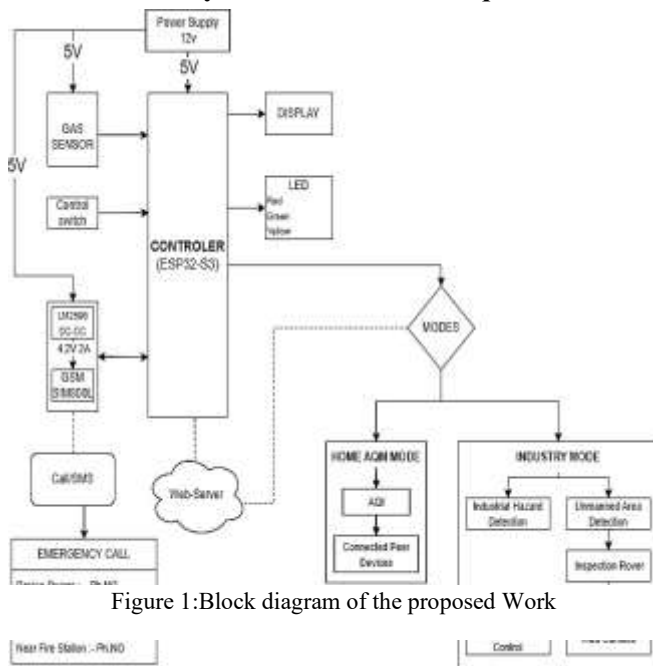 Power Supply
12v
5V
5V
5V
GAS
SENSOR
DISPLAY
LED
Red
Green
Yellow
Control
switch
CONTROLER
(ESP32-S3)
MODES
LM2596
DC-DC
4.2V 2A
GSM
SIM800L
Call/SMS
Web-Server
HOME AQM MODE
AQI
Connected Peer
Devices
INDUSTRY MODE
Industrial Hazard
Detection
Unmanned Area
Detection
Inspection Rover
EMERGENCY CALL
Figure 1:Block diagram of the proposed Work
Near Fire Station :- Ph.NO
Control